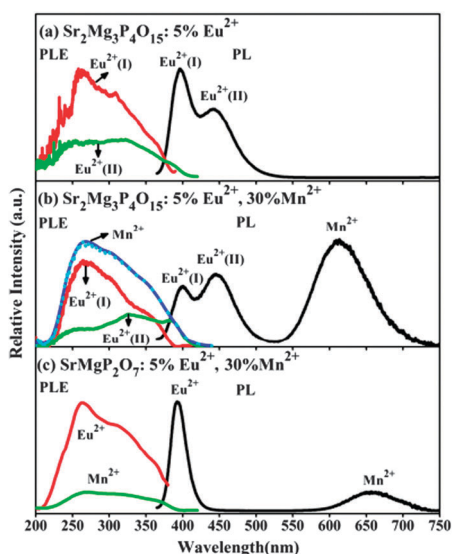 (a) Sr₂Mg₃P₄O₁₅: 5% Eu²⁺
PLE
Eu²⁺(I)
Eu²⁺(II)
Eu²⁺(I)
PL
Eu²⁺(II)
(b) Sr₂Mg₃P₄O₁₅: 5% Eu²⁺, 30%Mn²⁺
PLE
Mn²⁺
Eu²⁺(I)
Eu²⁺(II)
PL
Eu²⁺(II)
Eu²⁺(I)
Mn²⁺
(c) SrMgP₂O₇: 5% Eu²⁺, 30%Mn²⁺
PLE
Eu²⁺
PL
Eu²⁺
Mn²⁺
Mn²⁺
Relative Intensity (a.u.)
200 250 300 350 400 450 500 550 600 650 700 750
Wavelength(nm)